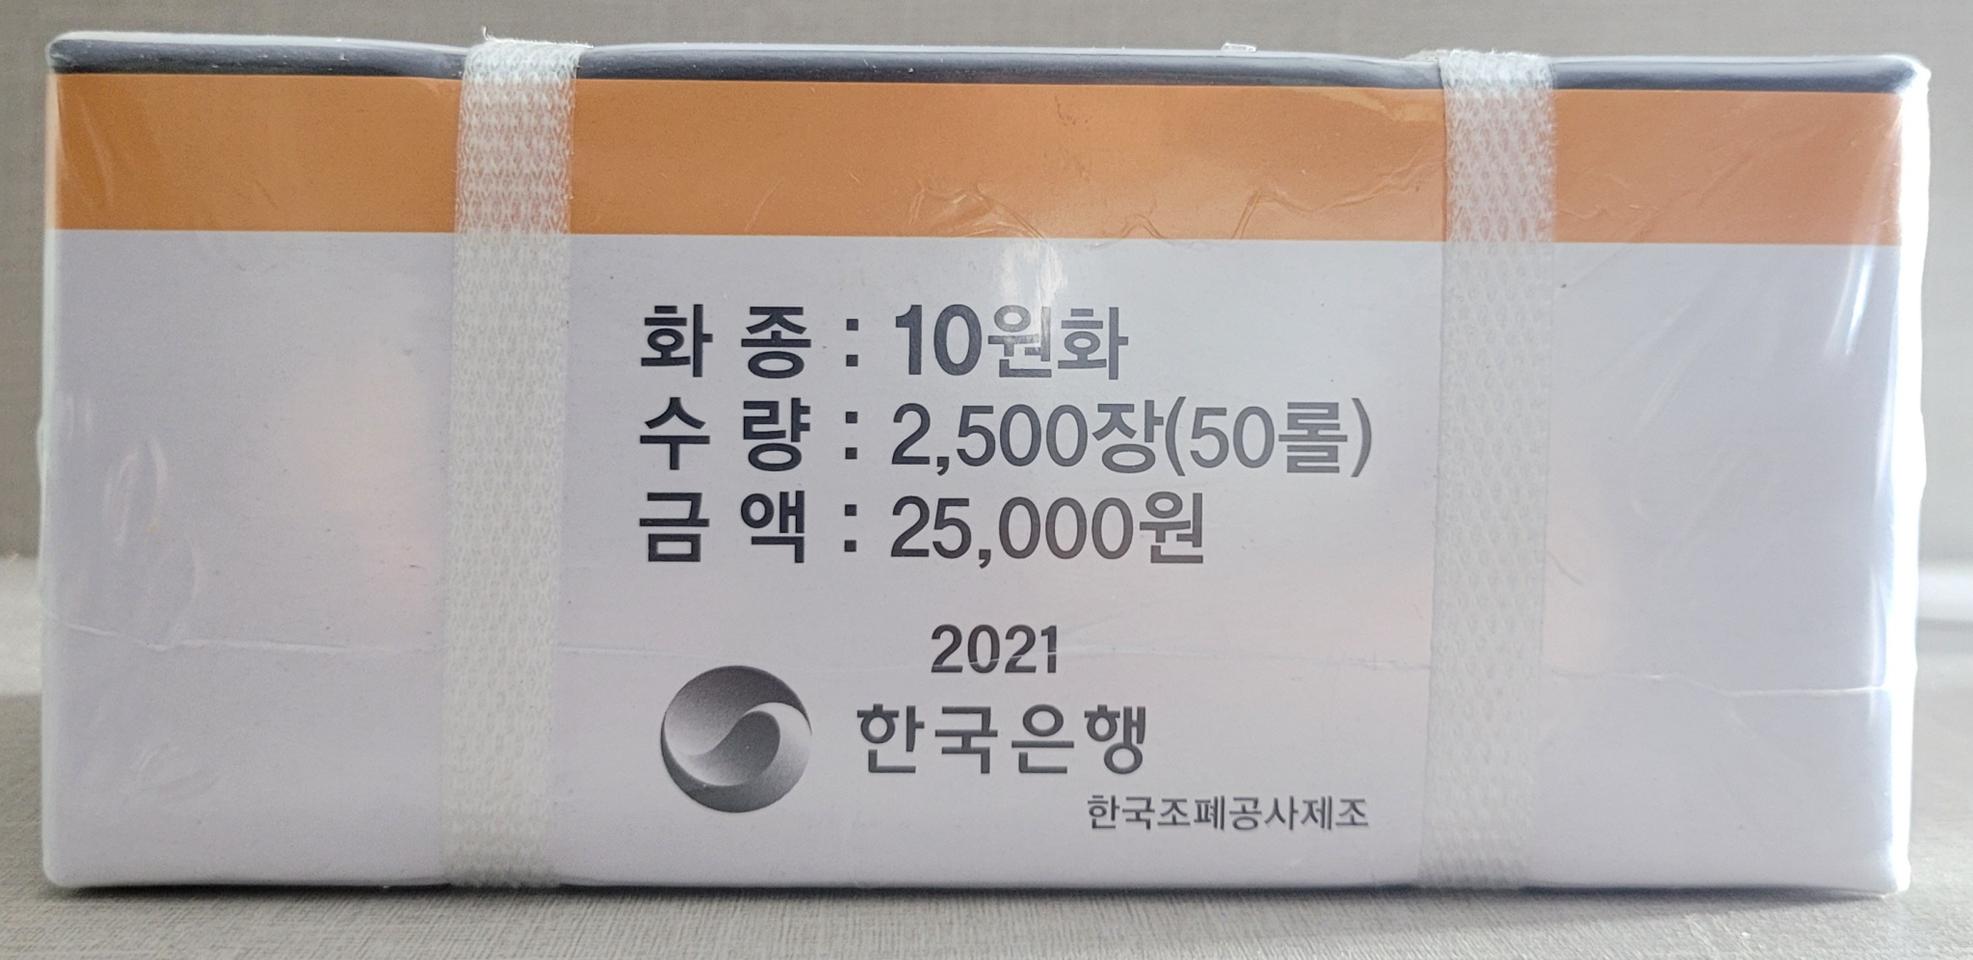 화 종 : 10원화
수 량 : 2,500장(50롤)
금 액 : 25,000원
2021
한국은행
한국조폐공사제조